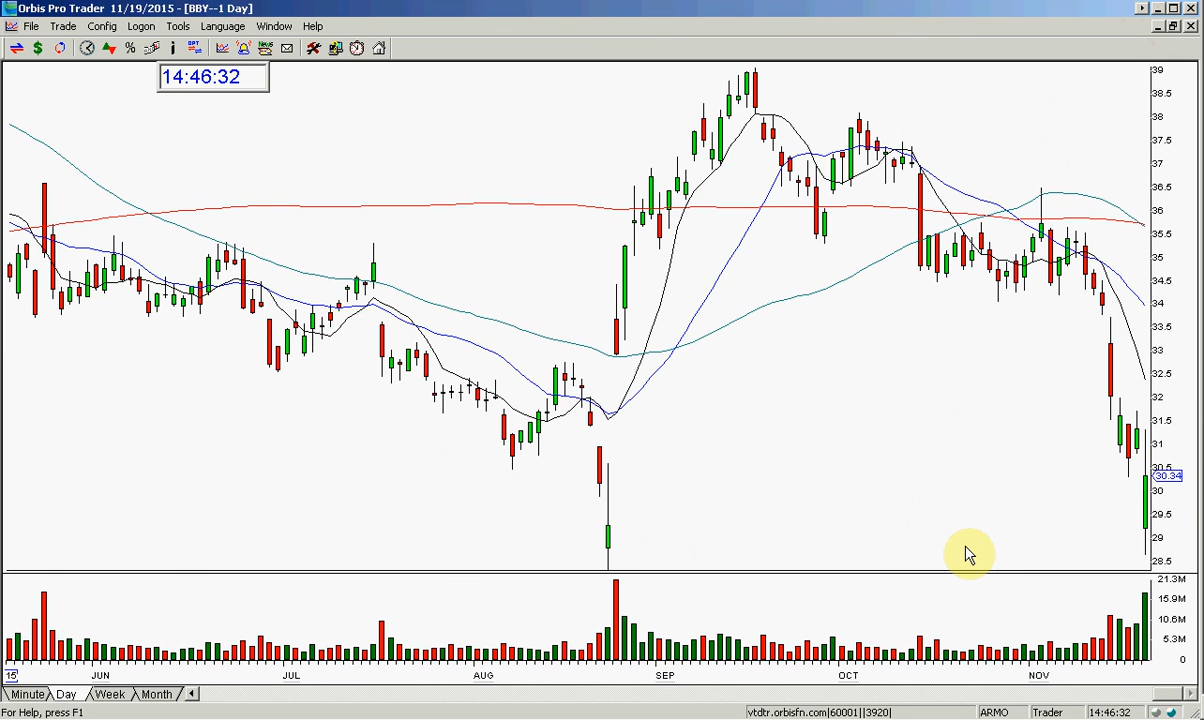 Orbis Pro Trader 11/19/2015 - [BBY--1 Day]
File Trade Config Logon Tools Language Window Help
14:46:32
39
38.5
38
37.5
37
36.5
36
35.5
35
34.5
34
33.5
33
32.5
32
31.5
31
30.5
30.34
30
29.5
29
28.5
21.3M
15.9M
10.6M
5.3M
0
15 JUN JUL AUG SEP OCT NOV
Minute Day Week Month
For Help, press F1 vtdtr.orbisfn.com|60001||3920| ARMO Trader 14:46:32